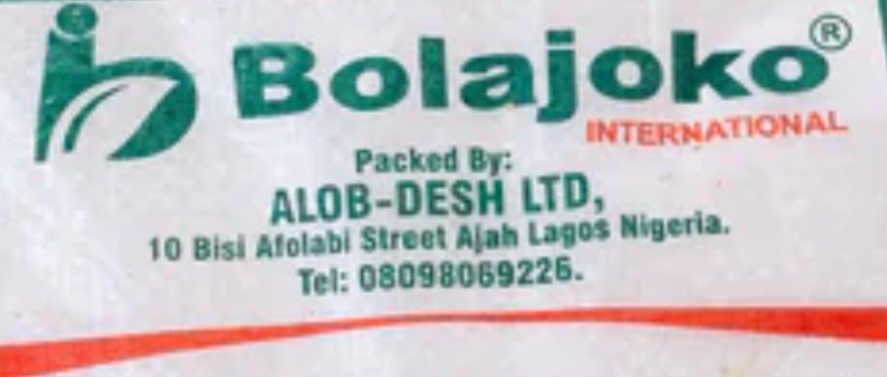 Bolajoko®
INTERNATIONAL
Packed By:
ALOB-DESH LTD,
10 Bisi Afolabi Street Ajah Lagos Nigeria.
Tel: 08098069226.